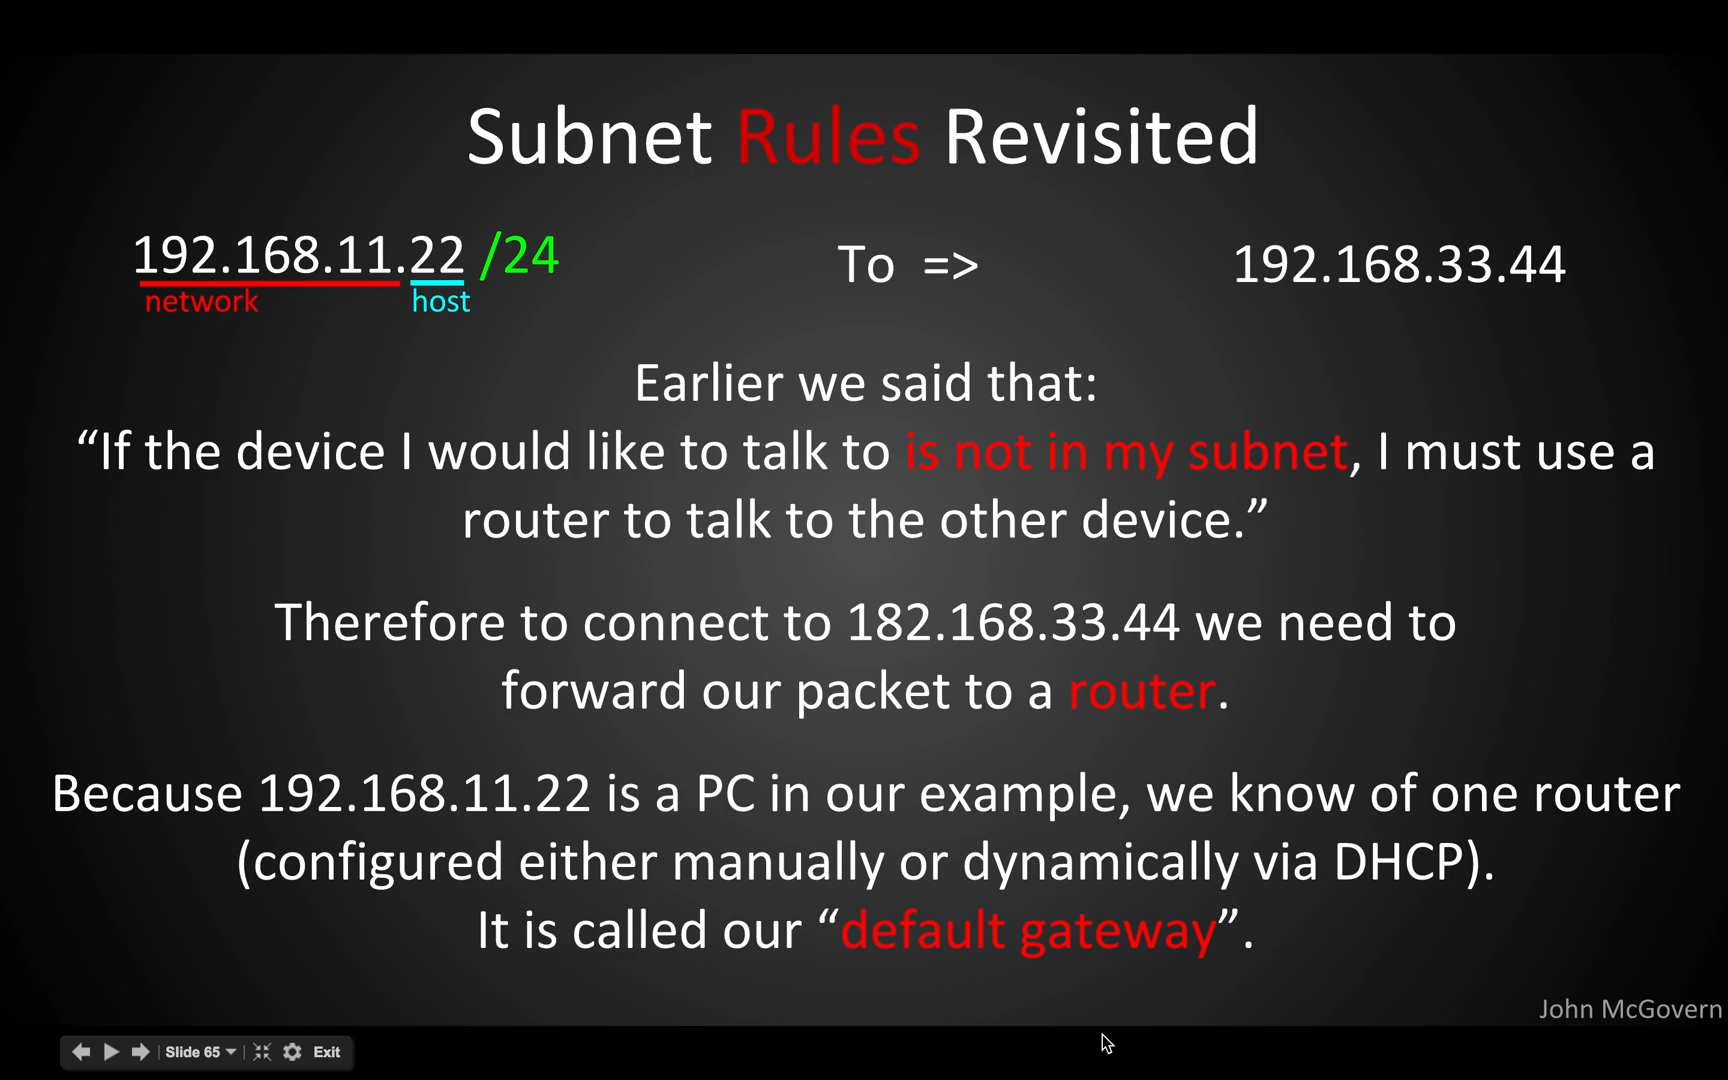 Subnet Rules Revisited
192.168.11.22 /24 To => 192.168.33.44
network host
Earlier we said that:
“If the device I would like to talk to is not in my subnet, I must use a
router to talk to the other device.”
Therefore to connect to 182.168.33.44 we need to
forward our packet to a router.
Because 192.168.11.22 is a PC in our example, we know of one router
(configured either manually or dynamically via DHCP).
It is called our “default gateway”.
John McGovern
Slide 65 Exit